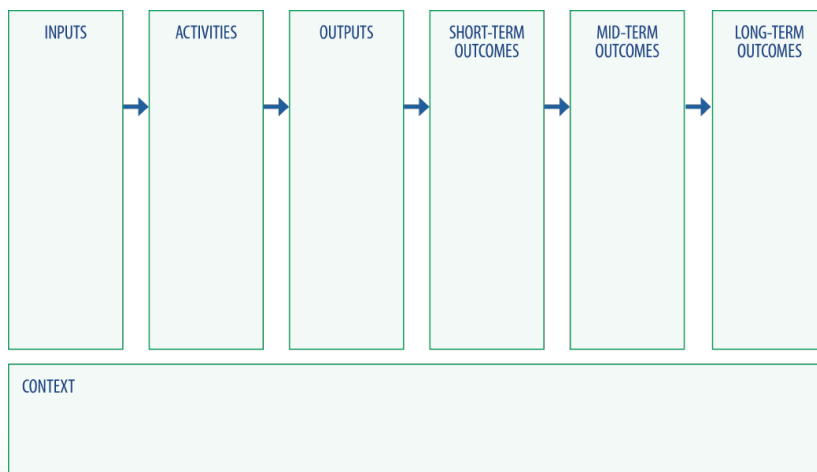 INPUTS
ACTIVITIES
OUTPUTS
SHORT-TERM
OUTCOMES
MID-TERM
OUTCOMES
LONG-TERM
OUTCOMES
CONTEXT